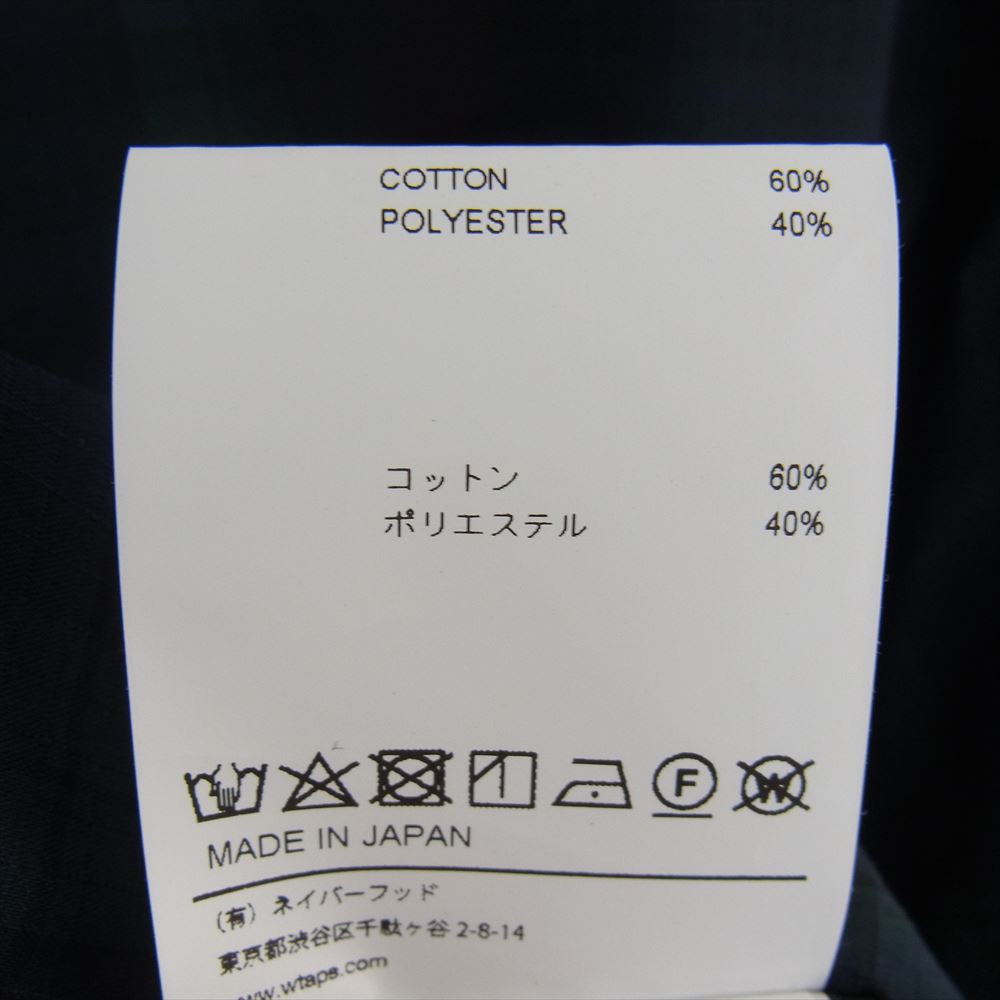 COTTON 60%
POLYESTER 40%
コットン 60%
ポリエステル 40%
F W
MADE IN JAPAN
(有) ネイバーフッド
東京都渋谷区千駄ヶ谷 2-8-14
www.wtaps.com